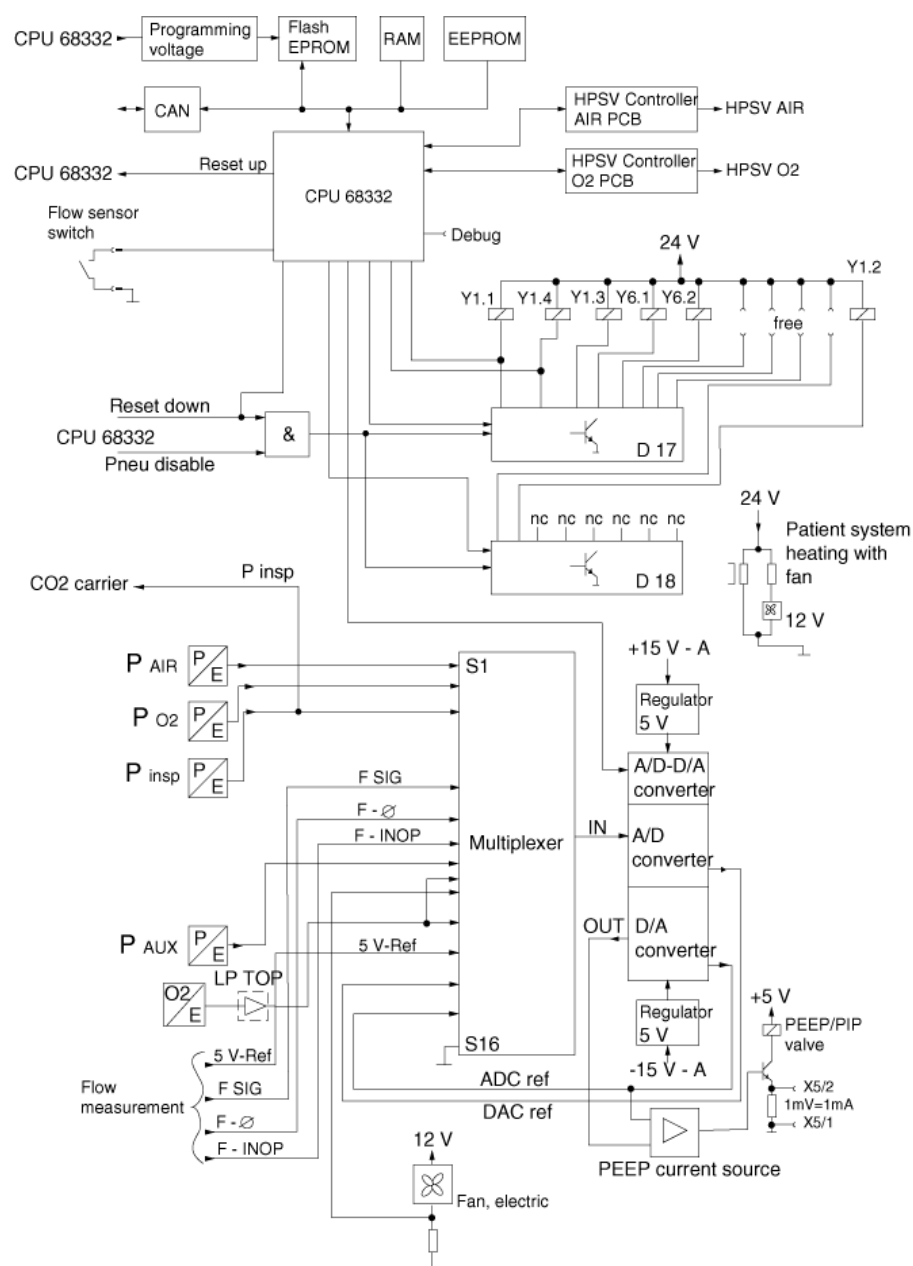 CPU 68332
Programming
voltage
Flash
EPROM
RAM
EEPROM
CAN
HPSV Controller
AIR PCB
HPSV AIR
CPU 68332
Reset up
CPU 68332
HPSV Controller
O2 PCB
HPSV O2
Flow sensor
switch
Debug
24 V
Y1.1
Y1.4
Y1.3
Y6.1
Y6.2
Y1.2
free
Reset down
CPU 68332
Pneu disable
&
D 17
nc nc nc nc nc nc
D 18
24 V
Patient system
heating with
fan
12 V
P insp
CO2 carrier
P AIR
P
E
P O2
P
E
P insp
P
E
S1
+15 V - A
Regulator
5 V
A/D-D/A
converter
F SIG
F - Ø
F - INOP
Multiplexer
IN
A/D
converter
P AUX
P
E
5 V-Ref
OUT
D/A
converter
O2
E
LP TOP
S16
Regulator
5 V
-15 V - A
+5 V
PEEP/PIP
valve
X5/2
1mV=1mA
X5/1
ADC ref
DAC ref
PEEP current source
Flow
measurement
5 V-Ref
F SIG
F - Ø
F - INOP
12 V
Fan, electric